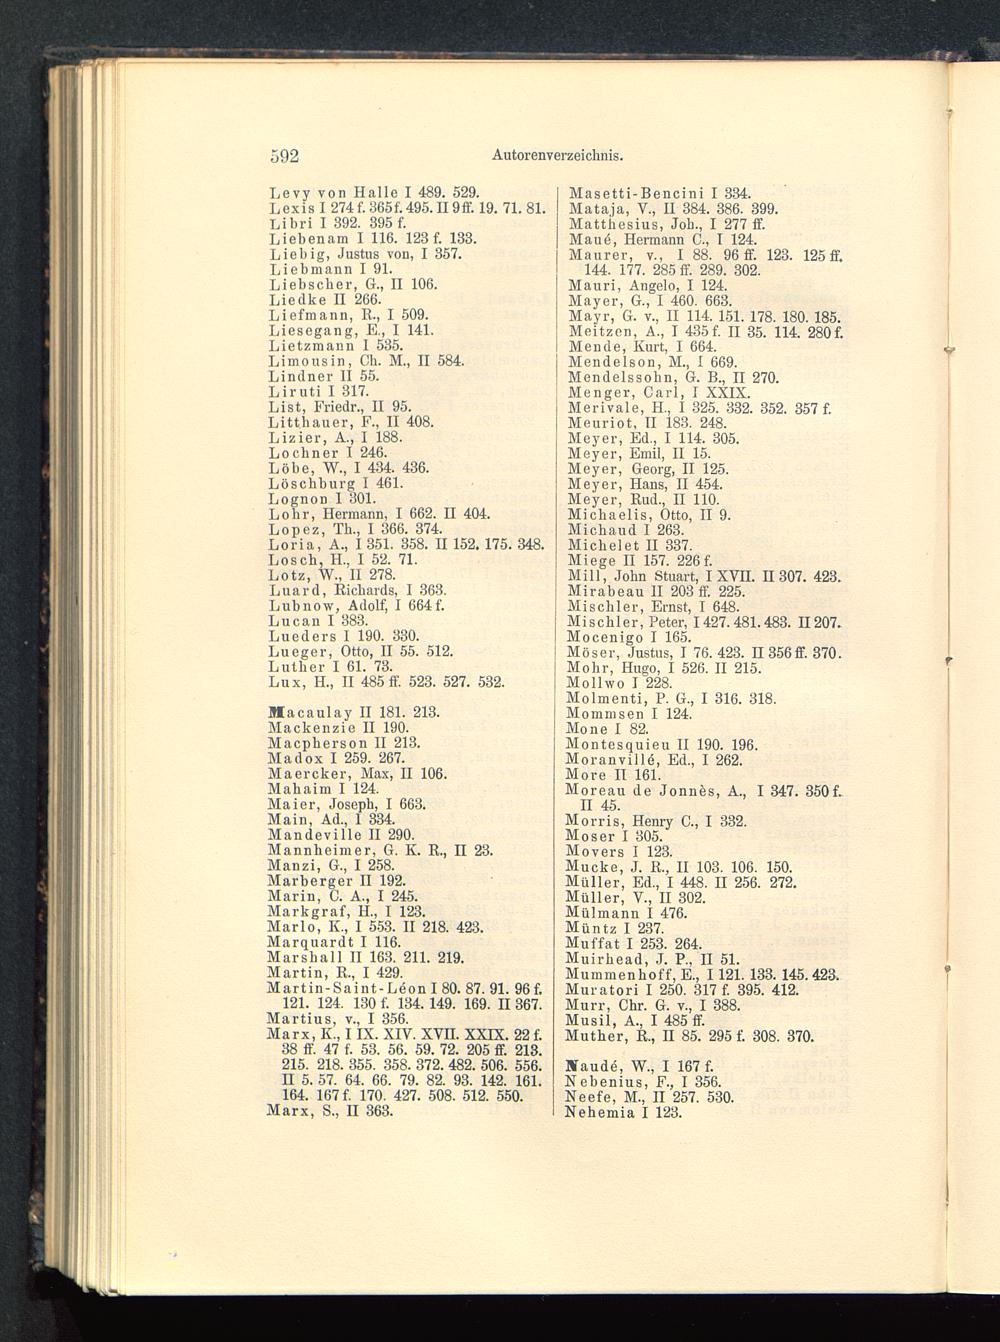 592
Autorenverzeichnis.
Levy von Halle I 489. 529.
Lexis I 274 f. 365 f. 495. II 9 ff. 19. 71. 81.
Libri I 392. 395 f.
Liebenam I 116. 123 f. 133.
Liebig, Justus von, I 357.
Liebmann I 91.
Liebscher, G., II 106.
Liedke II 266.
Liefmann, R., I 509.
Liesegang, E., I 141.
Lietzmann I 535.
Limousin, Ch. M., II 584.
Lindner II 55.
Liruti I 317.
List, Friedr., II 95.
Litthauer, F., II 408.
Lizier, A., I 188.
Lochner I 246.
Löbe, W., I 434. 436.
Löschburg I 461.
Lognon I 301.
Lohr, Hermann, I 662. II 404.
Lopez, Th., I 366. 374.
Loria, A., I 351. 358. II 152. 175. 348.
Losch, H., I 52. 71.
Lotz, W., II 278.
Luard, Richards, I 363.
Lubnow, Adolf, I 664 f.
Lucan I 383.
Lueders I 190. 330.
Lueger, Otto, II 55. 512.
Luther I 61. 73.
Lux, H., II 485 ff. 523. 527. 532.
Macaulay II 181. 213.
Mackenzie II 190.
Macpherson II 213.
Madox I 259. 267.
Maercker, Max, II 106.
Mahaim I 124.
Maier, Joseph, I 663.
Main, Ad., I 334.
Mandeville II 290.
Mannheimer, G. K. R., II 23.
Manzi, G., I 258.
Marberger II 192.
Marin, C. A., I 245.
Markgraf, H., I 123.
Marlo, K., I 553. II 218. 423.
Marquardt I 116.
Marshall II 163. 211. 219.
Martin, R., I 429.
Martin-Saint-Léon I 80. 87. 91. 96 f.
121. 124. 130 f. 134. 149. 169. II 367.
Martius, v., I 356.
Marx, K., I IX. XIV. XVII. XXIX. 22 f.
38 ff. 47 f. 53. 56. 59. 72. 205 ff. 213.
215. 218. 355. 358. 372. 482. 506. 556.
II 5. 57. 64. 66. 79. 82. 93. 142. 161.
164. 167 f. 170. 427. 508. 512. 550.
Marx, S., II 363.
Masetti-Bencini I 334.
Mataja, V., II 384. 386. 399.
Matthesius, Joh., I 277 ff.
Maué, Hermann C., I 124.
Maurer, v., I 88. 96 ff. 123. 125 ff.
144. 177. 285 ff. 289. 302.
Mauri, Angelo, I 124.
Mayer, G., I 460. 663.
Mayr, G. v., II 114. 151. 178. 180. 185.
Meitzen, A., I 435 f. II 35. 114. 280 f.
Mende, Kurt, I 664.
Mendelson, M., I 669.
Mendelssohn, G. B., II 270.
Menger, Carl, I XXIX.
Merivale, H., I 325. 332. 352. 357 f.
Meuriot, II 183. 248.
Meyer, Ed., I 114. 305.
Meyer, Emil, II 15.
Meyer, Georg, II 125.
Meyer, Hans, II 454.
Meyer, Rud., II 110.
Michaelis, Otto, II 9.
Michaud I 263.
Michelet II 337.
Miege II 157. 226 f.
Mill, John Stuart, I XVII. II 307. 423.
Mirabeau II 203 ff. 225.
Mischler, Ernst, I 648.
Mischler, Peter, I 427. 481. 483. II 207.
Mocenigo I 165.
Möser, Justus, I 76. 423. II 356 ff. 370.
Mohr, Hugo, I 526. II 215.
Mollwo I 228.
Molmenti, P. G., I 316. 318.
Mommsen I 124.
Mone I 82.
Montesquieu II 190. 196.
Moranvillé, Ed., I 262.
More II 161.
Moreau de Jonnès, A., I 347. 350 f.
II 45.
Morris, Henry C., I 332.
Moser I 305.
Movers I 123.
Mucke, J. R., II 103. 106. 150.
Müller, Ed., I 448. II 256. 272.
Müller, V., II 302.
Mülmann I 476.
Müntz I 237.
Muffat I 253. 264.
Muirhead, J. P., II 51.
Mummenhoff, E., I 121. 133. 145. 423.
Muratori I 250. 317 f. 395. 412.
Murr, Chr. G. v., I 388.
Musil, A., I 485 ff.
Muther, R., II 85. 295 f. 308. 370.
Naudé, W., I 167 f.
Nebenius, F., I 356.
Neefe, M., II 257. 530.
Nehemia I 123.